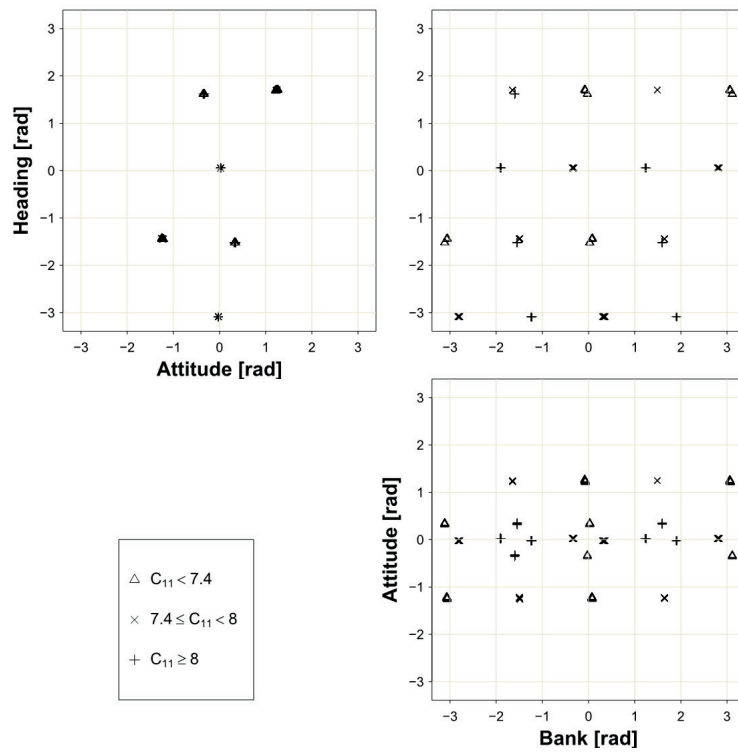 3
2
1
0
−1
−2
−3
Heading [rad]
−3 −2 −1 0 1 2 3
Attitude [rad]
3
2
1
0
−1
−2
−3
−3 −2 −1 0 1 2 3
3
2
1
0
−1
−2
−3
Attitude [rad]
−3 −2 −1 0 1 2 3
Bank [rad]
C₁₁ < 7.4
7.4 ≤ C₁₁ < 8
C₁₁ ≥ 8